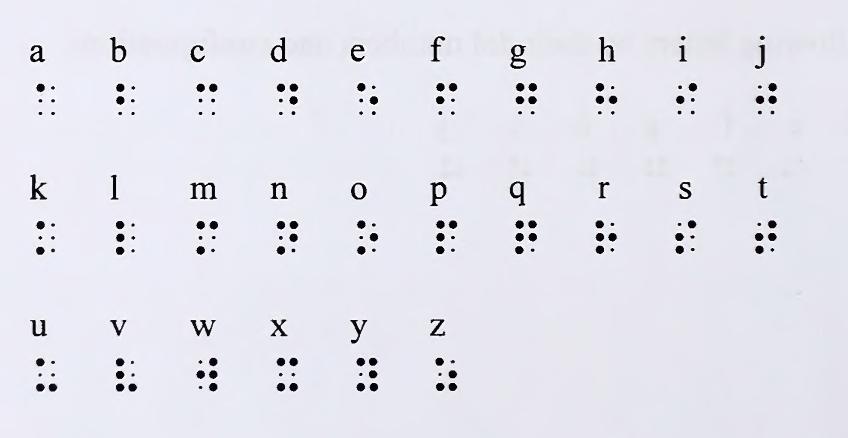 a b c d e f g h i j
⠁ ⠃ ⠉ ⠙ ⠑ ⠋ ⠛ ⠓ ⠊ ⠚
k l m n o p q r s t
⠅ ⠇ ⠍ ⠝ ⠕ ⠏ ⠟ ⠗ ⠎ ⠞
u v w x y z
⠥ ⠧ ⠺ ⠭ ⠽ ⠵